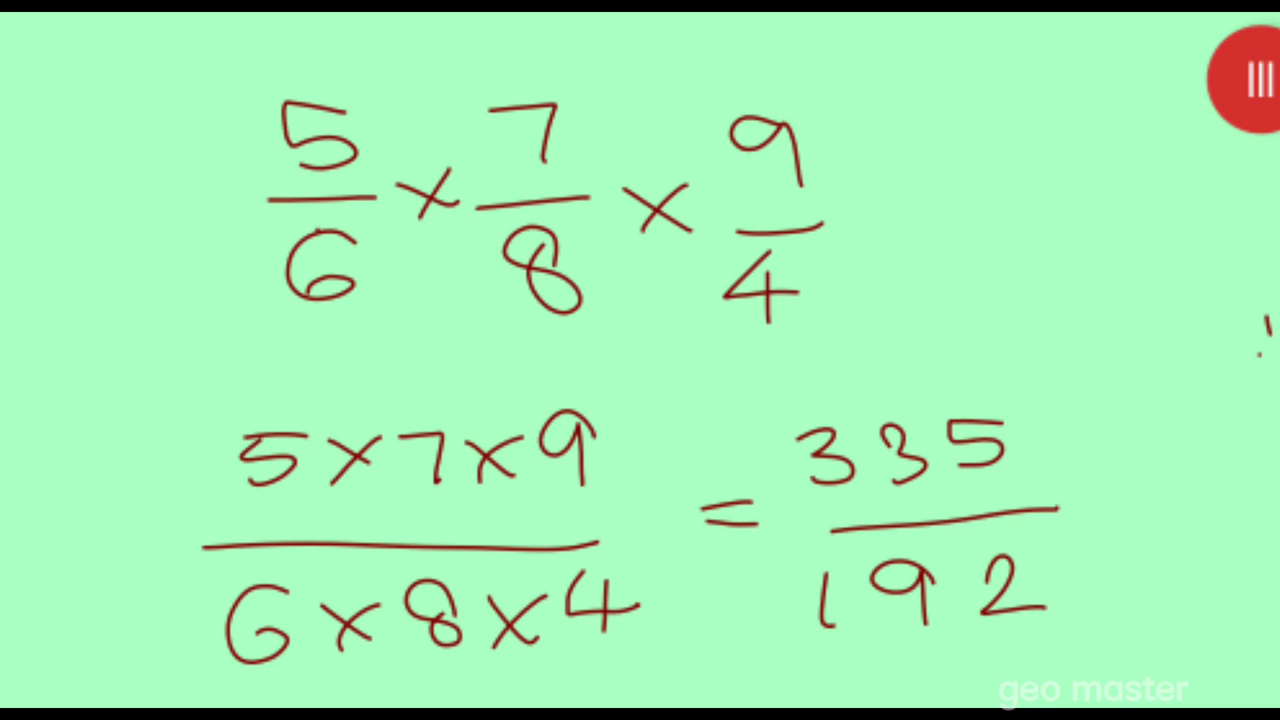 5/6 × 7/8 × 9/4
5×7×9/6×8×4 = 335/192
geo master